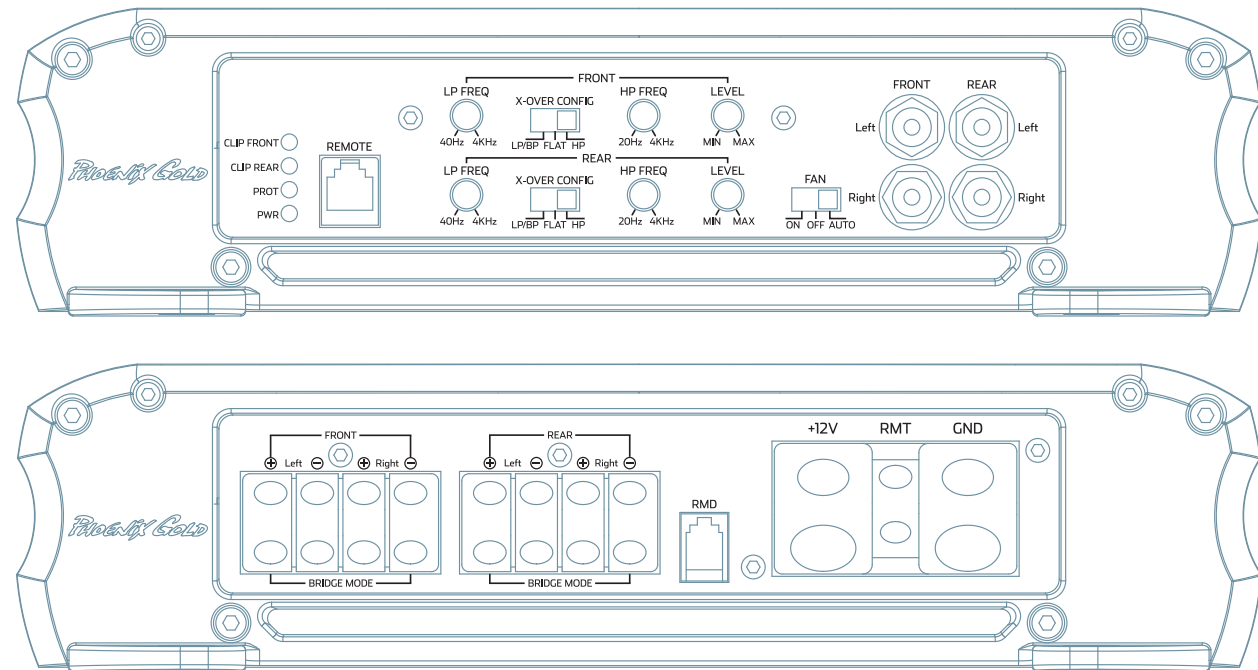 FRONT
LP FREQ X-OVER CONFIG HP FREQ LEVEL
40Hz 4KHz LP/BP FLAT HP 20Hz 4KHz MIN MAX
REAR
LP FREQ X-OVER CONFIG HP FREQ LEVEL
40Hz 4KHz LP/BP FLAT HP 20Hz 4KHz MIN MAX
CLIP FRONT
CLIP REAR
PROT
PWR
PHOENIX GOLD
REMOTE
FAN
ON OFF AUTO
FRONT REAR
Left Left
Right Right
FRONT
+ Left − + Right −
BRIDGE MODE
REAR
+ Left − + Right −
BRIDGE MODE
PHOENIX GOLD
RMD
+12V RMT GND